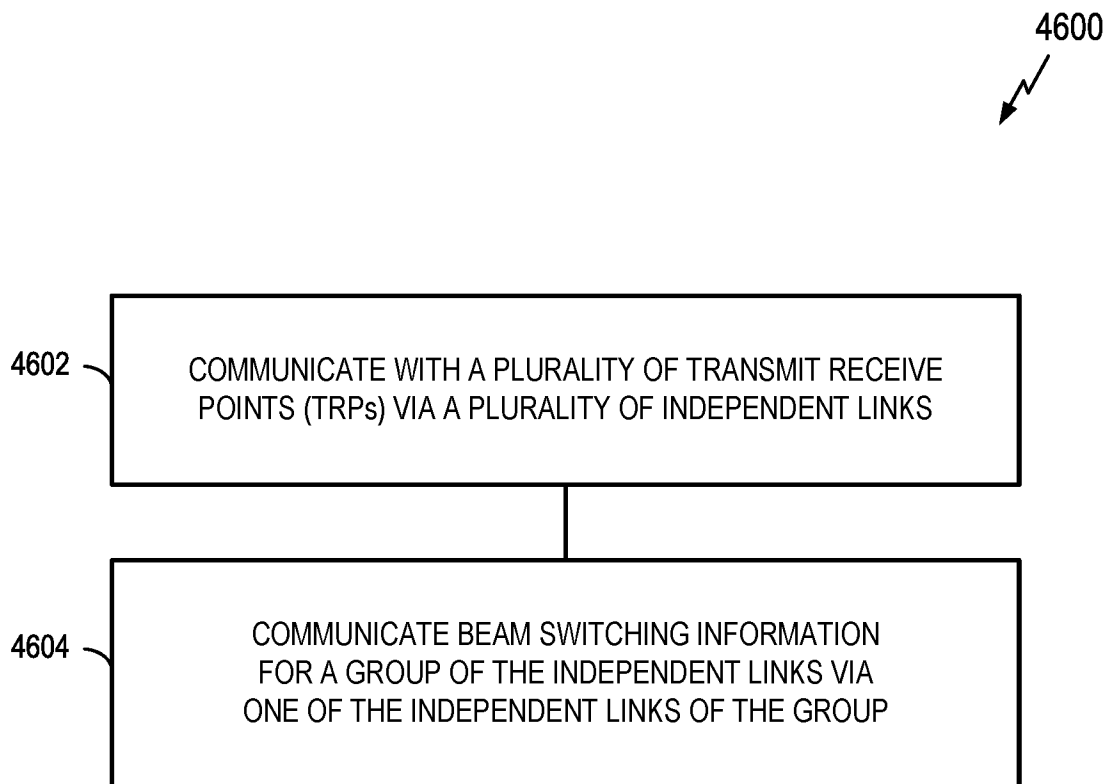 4600
4602
COMMUNICATE WITH A PLURALITY OF TRANSMIT RECEIVE
POINTS (TRPs) VIA A PLURALITY OF INDEPENDENT LINKS
4604
COMMUNICATE BEAM SWITCHING INFORMATION
FOR A GROUP OF THE INDEPENDENT LINKS VIA
ONE OF THE INDEPENDENT LINKS OF THE GROUP